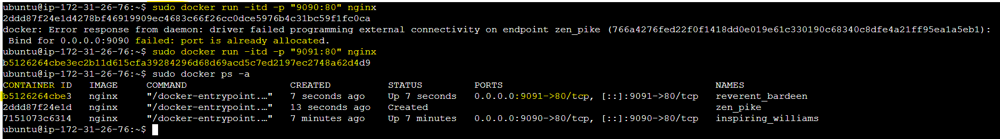 ubuntu@ip-172-31-26-76:~$ sudo docker run -itd -p "9090:80" nginx
2ddd87f24e1d4278bf46919909ec4683c66f26cc0dce5976b4c31bc59f1fc0ca
docker: Error response from daemon: driver failed programming external connectivity on endpoint zen_pike (766a4276fed22f0f1418dd0e019e61c330190c68340c8dfe4a21ff95ea1a5eb1):
 Bind for 0.0.0.0:9090 failed: port is already allocated.
ubuntu@ip-172-31-26-76:~$ sudo docker run -itd -p "9091:80" nginx
b5126264cbe3ec2b11d615cfa39284296d68d69acd5c7ed2197ec2748a62d4d9
ubuntu@ip-172-31-26-76:~$ sudo docker ps -a
CONTAINER ID   IMAGE     COMMAND                  CREATED          STATUS         PORTS                                     NAMES
b5126264cbe3   nginx     "/docker-entrypoint.…"   7 seconds ago    Up 7 seconds   0.0.0.0:9091->80/tcp, [::]:9091->80/tcp   reverent_bardeen
2ddd87f24e1d   nginx     "/docker-entrypoint.…"   13 seconds ago   Created                                                  zen_pike
7151073c6314   nginx     "/docker-entrypoint.…"   7 minutes ago    Up 7 minutes   0.0.0.0:9090->80/tcp, [::]:9090->80/tcp   inspiring_williams
ubuntu@ip-172-31-26-76:~$